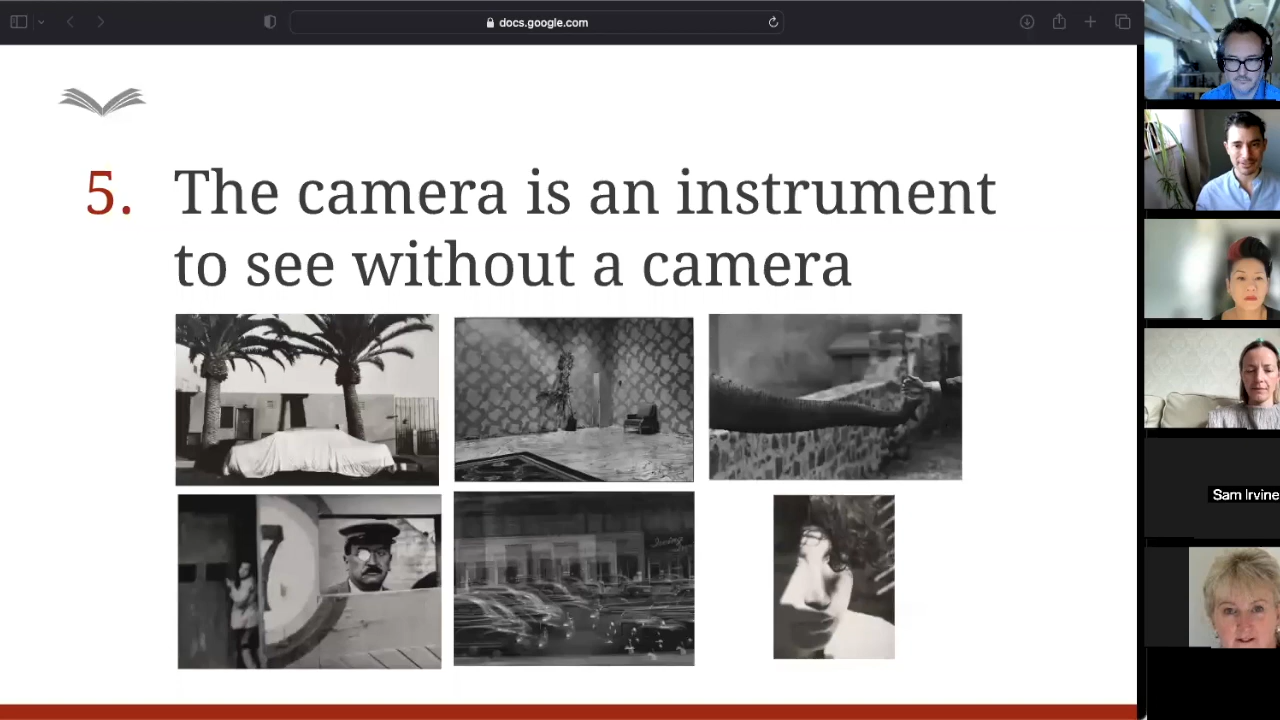 docs.google.com
5. The camera is an instrument
to see without a camera
Sam Irvine